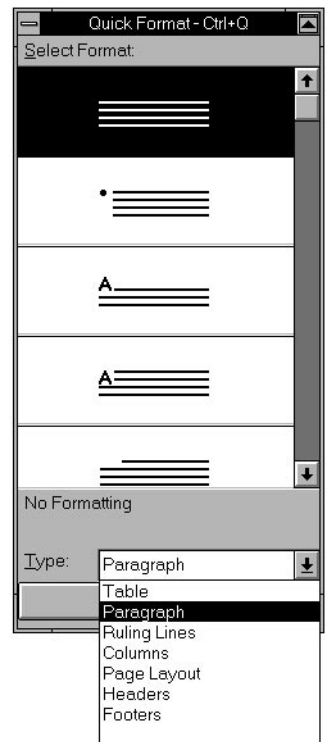 Quick Format - Ctrl+Q
Select Format:
A
A
No Formatting
Type: Paragraph
Table
Paragraph
Ruling Lines
Columns
Page Layout
Headers
Footers